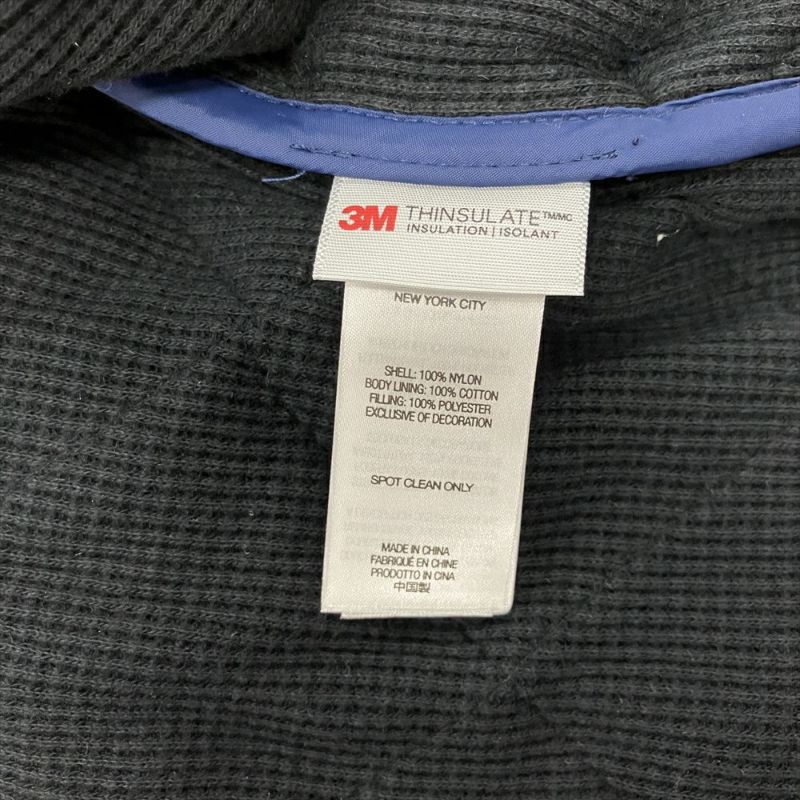 3M THINSULATE™/MC
INSULATION | ISOLANT
NEW YORK CITY
SHELL: 100% NYLON
BODY LINING: 100% COTTON
FILLING: 100% POLYESTER
EXCLUSIVE OF DECORATION
SPOT CLEAN ONLY
MADE IN CHINA
FABRIQUÉ EN CHINE
PRODOTTO IN CINA
中国製